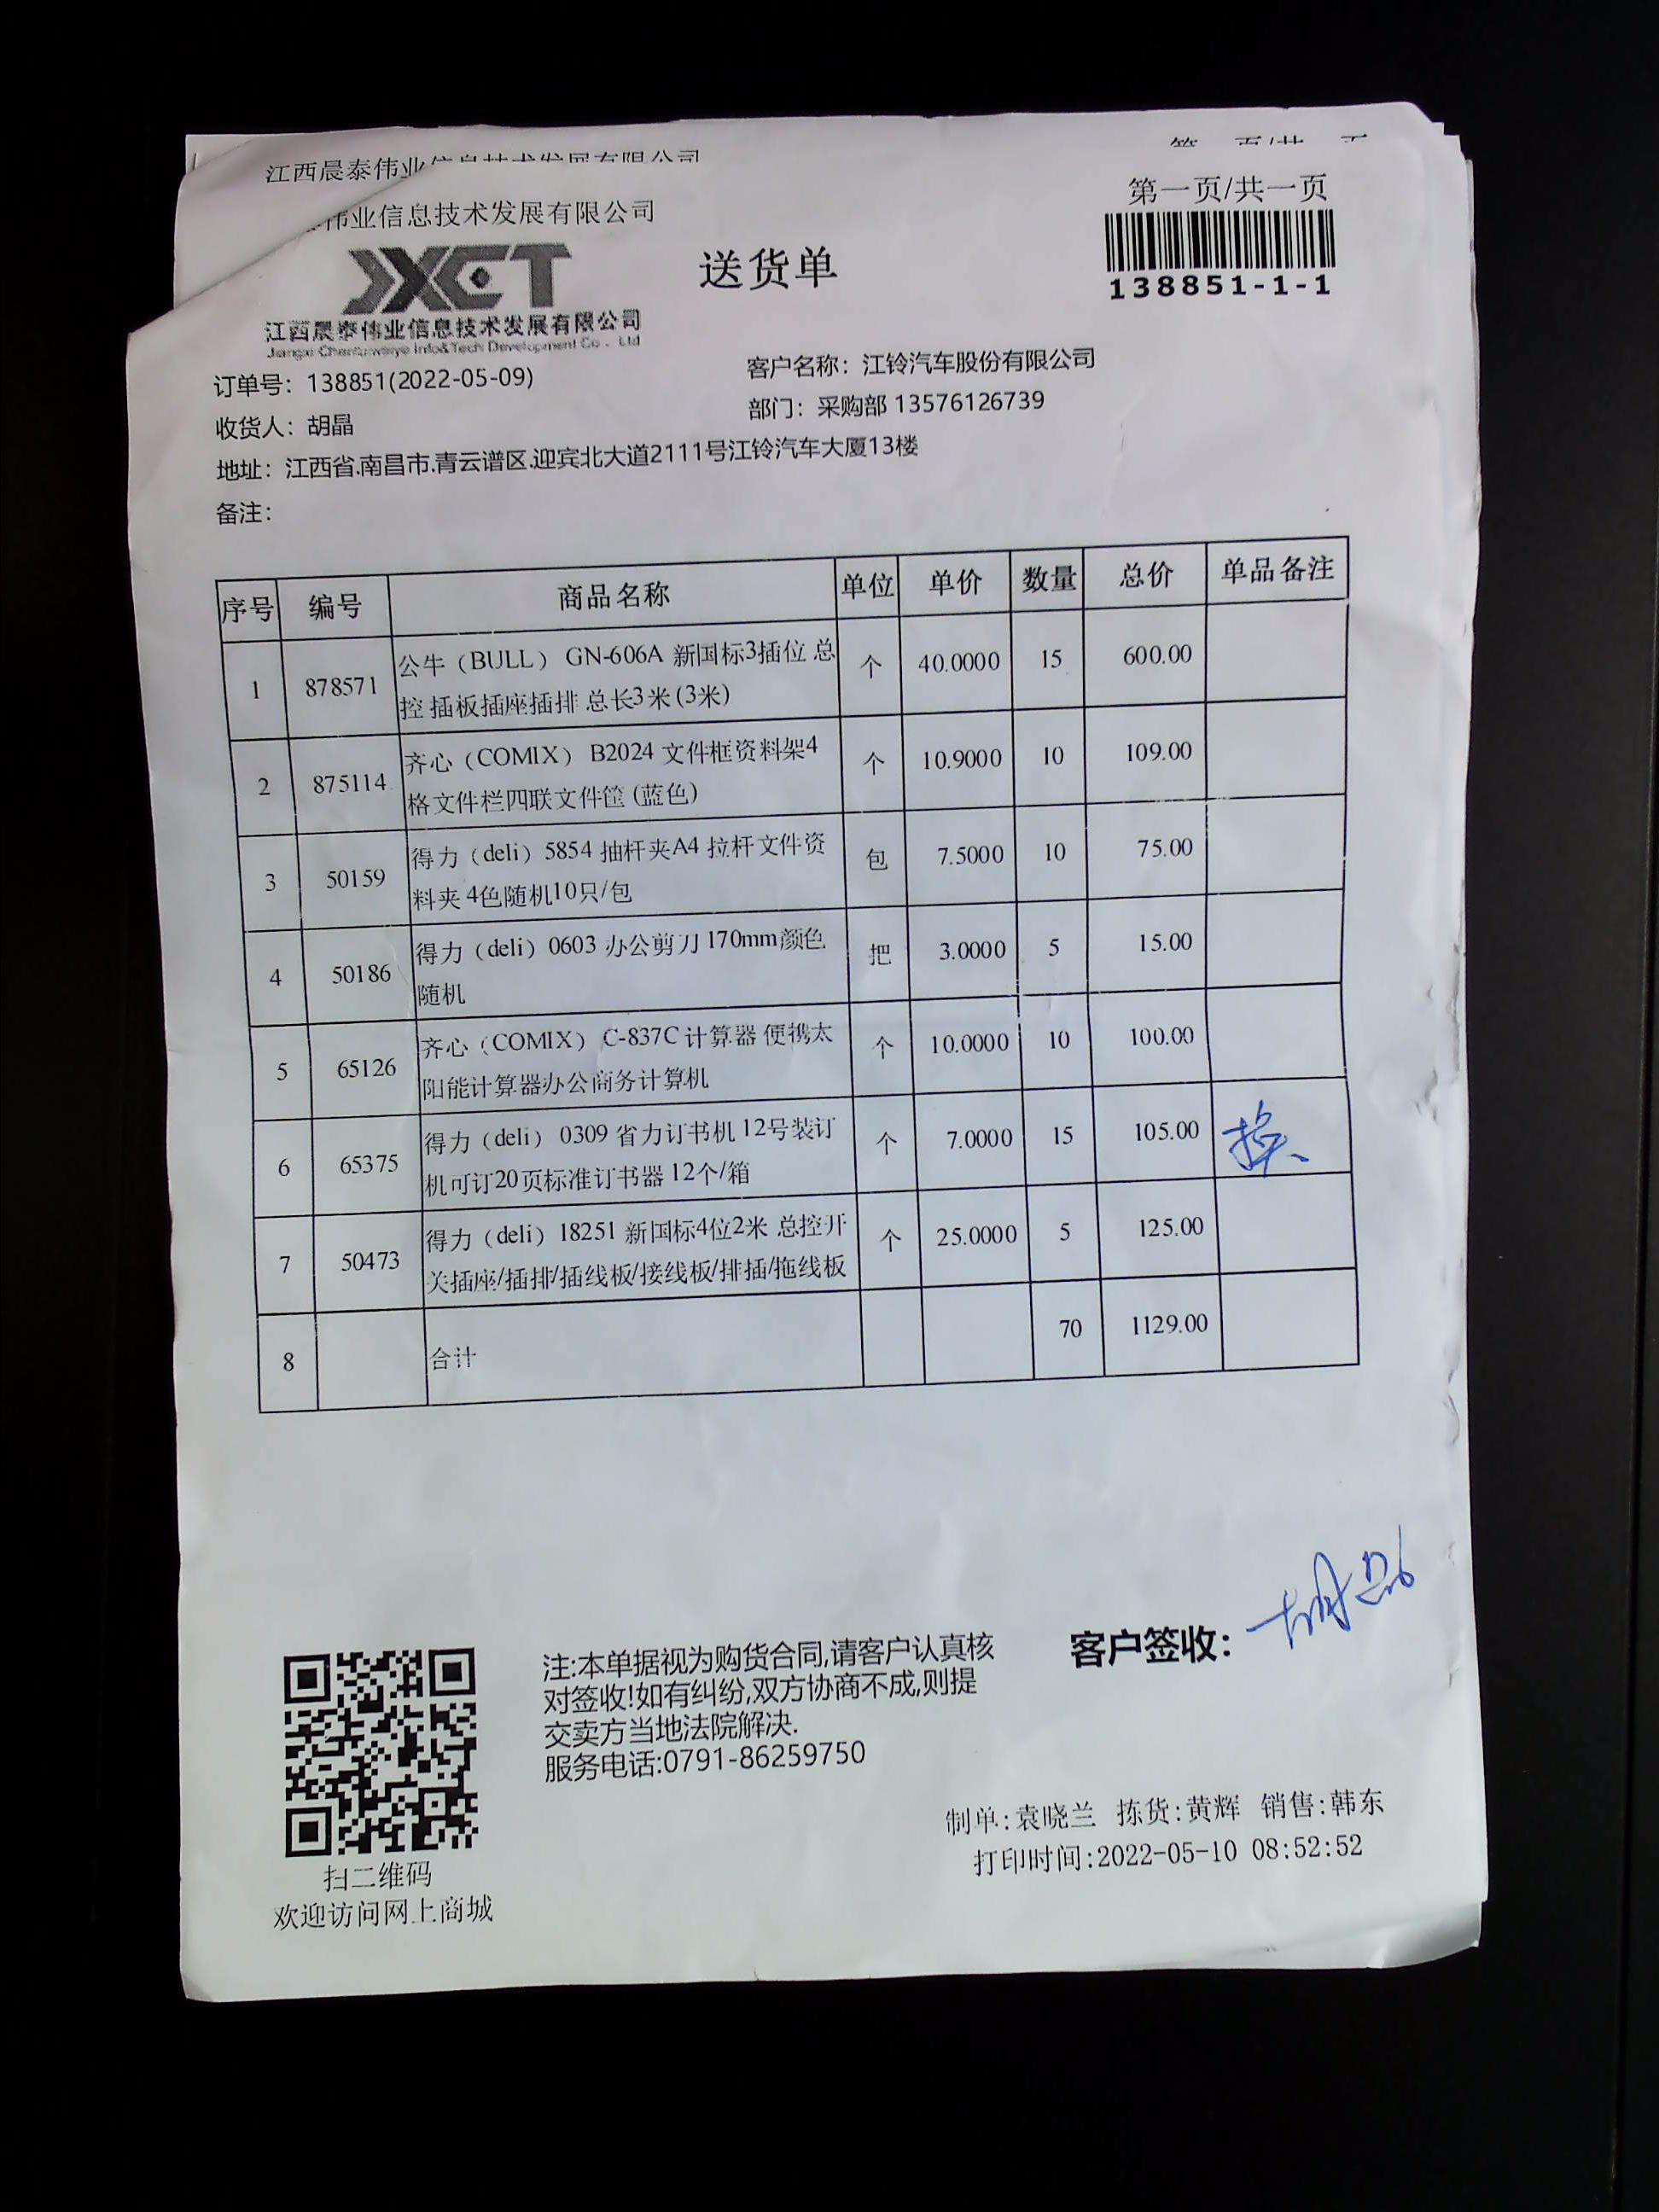 江西晨泰伟业信息技术发展有限公司
伟业信息技术发展有限公司
第一页/共一页
JXCT
送货单
138851-1-1
江西晨泰伟业信息技术发展有限公司
订单号：138851(2022-05-09)
客户名称：江铃汽车股份有限公司
收货人：胡晶
部门：采购部 13576126739
地址：江西省.南昌市.青云谱区.迎宾北大道2111号江铃汽车大厦13楼
备注：
序号 编号 商品名称 单位 单价 数量 总价 单品备注
1 878571 公牛（BULL） GN-606A 新国标3插位 总 个 40.0000 15 600.00
控 插板插座插排 总长3米 (3米)
2 875114 齐心（COMIX） B2024 文件框资料架4 个 10.9000 10 109.00
格文件栏四联文件筐 (蓝色)
3 50159 得力（deli）5854 抽杆夹A4 拉杆文件资 包 7.5000 10 75.00
料夹 4色随机10只/包
4 50186 得力（deli）0603 办公剪刀 170mm颜色 把 3.0000 5 15.00
随机
5 65126 齐心（COMIX） C-837C 计算器 便携太 个 10.0000 10 100.00
阳能计算器办公商务计算机
6 65375 得力（deli） 0309 省力订书机 12号装订 个 7.0000 15 105.00 换
机可订20页标准订书器 12个/箱
7 50473 得力（deli）18251 新国标4位2米 总控开 个 25.0000 5 125.00
关插座/插排/插线板/接线板/排插/拖线板
8 合计 70 1129.00
客户签收： 胡晶
注:本单据视为购货合同,请客户认真核
对签收!如有纠纷,双方协商不成,则提
交卖方当地法院解决.
服务电话:0791-86259750
制单:袁晓兰 拣货:黄辉 销售:韩东
打印时间:2022-05-10 08:52:52
扫二维码
欢迎访问网上商城